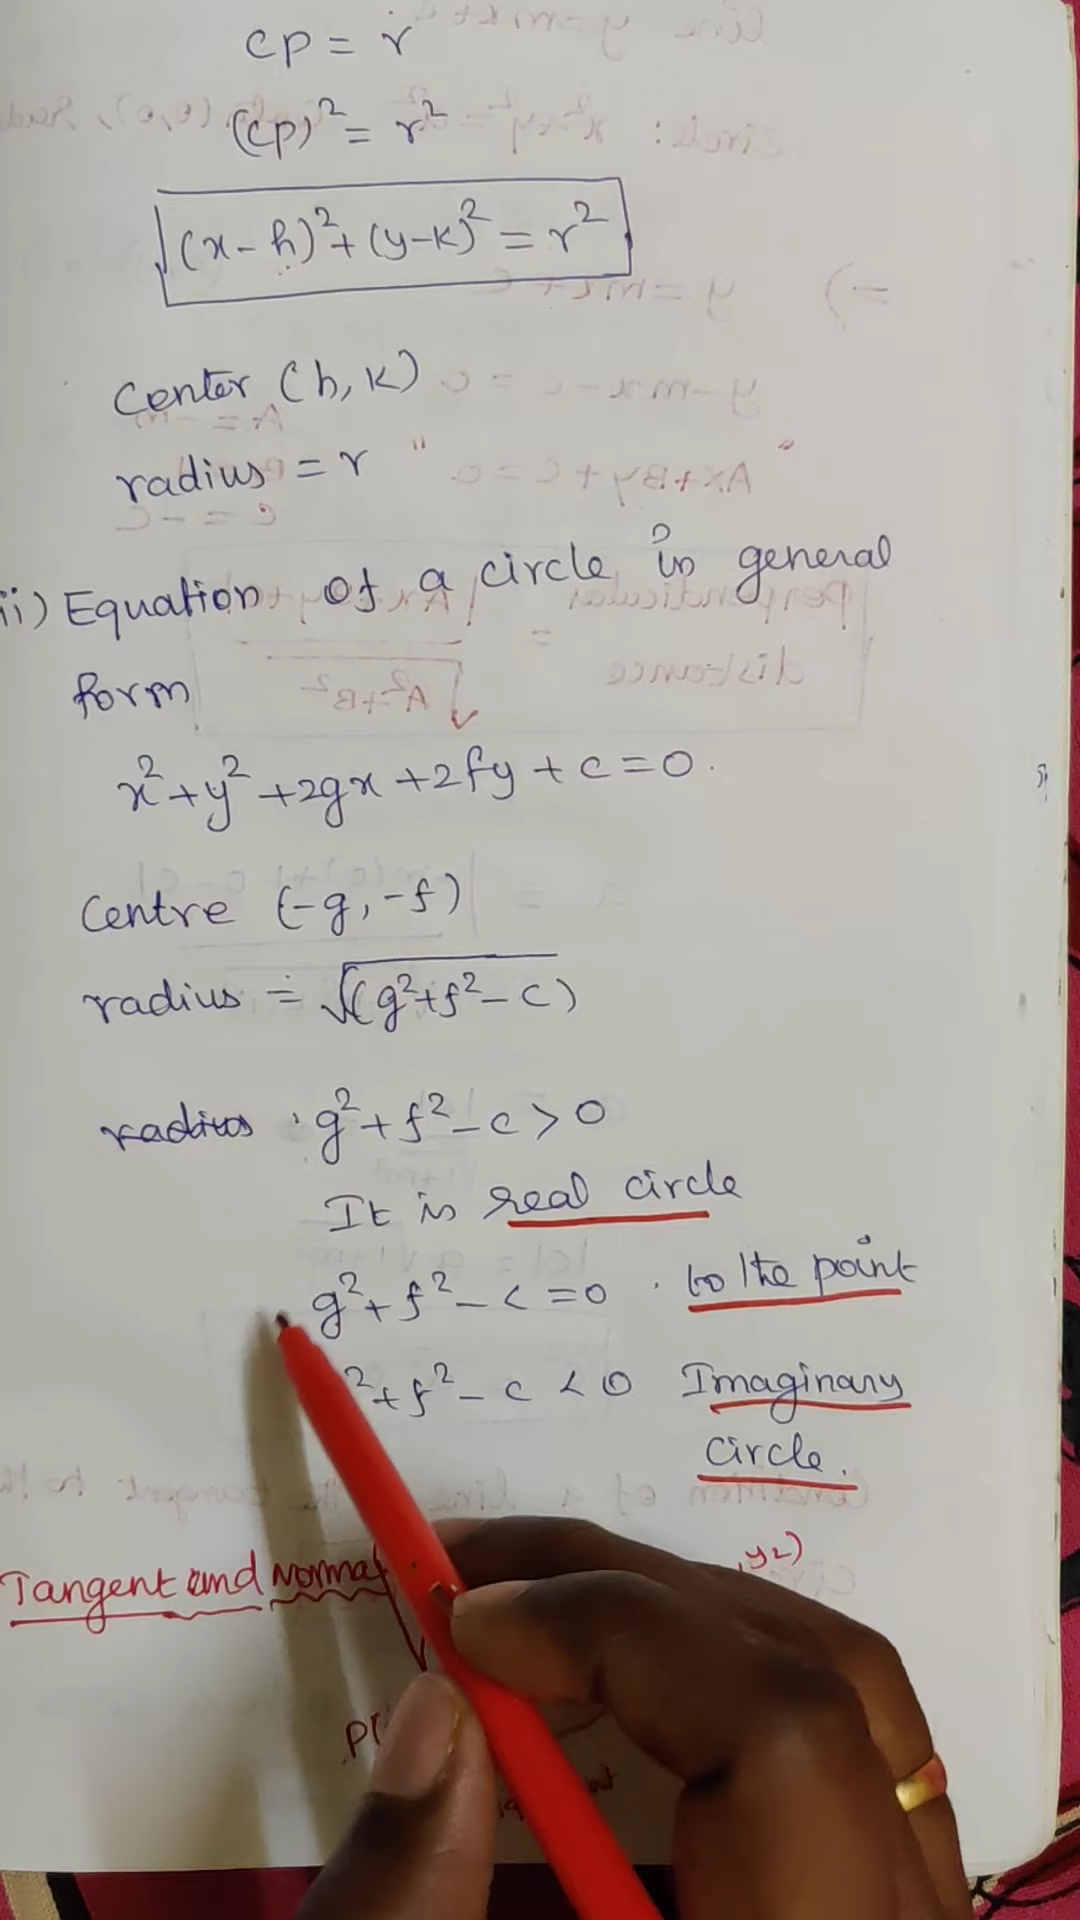 CP = r
(CP)² = r²
(x-h)² + (y-k)² = r²
Center (h, k)
radius = r
ii) Equation of a circle in general
form
x² + y² + 2gx + 2fy + c = 0.
Centre (-g, -f)
radius = √(g² + f² - c)
radius : g² + f² - c > 0
It is real circle
g² + f² - c = 0 . to the point
² + f² - c < 0 Imaginary
Circle.
, y2)
Tangent and Normal
P(